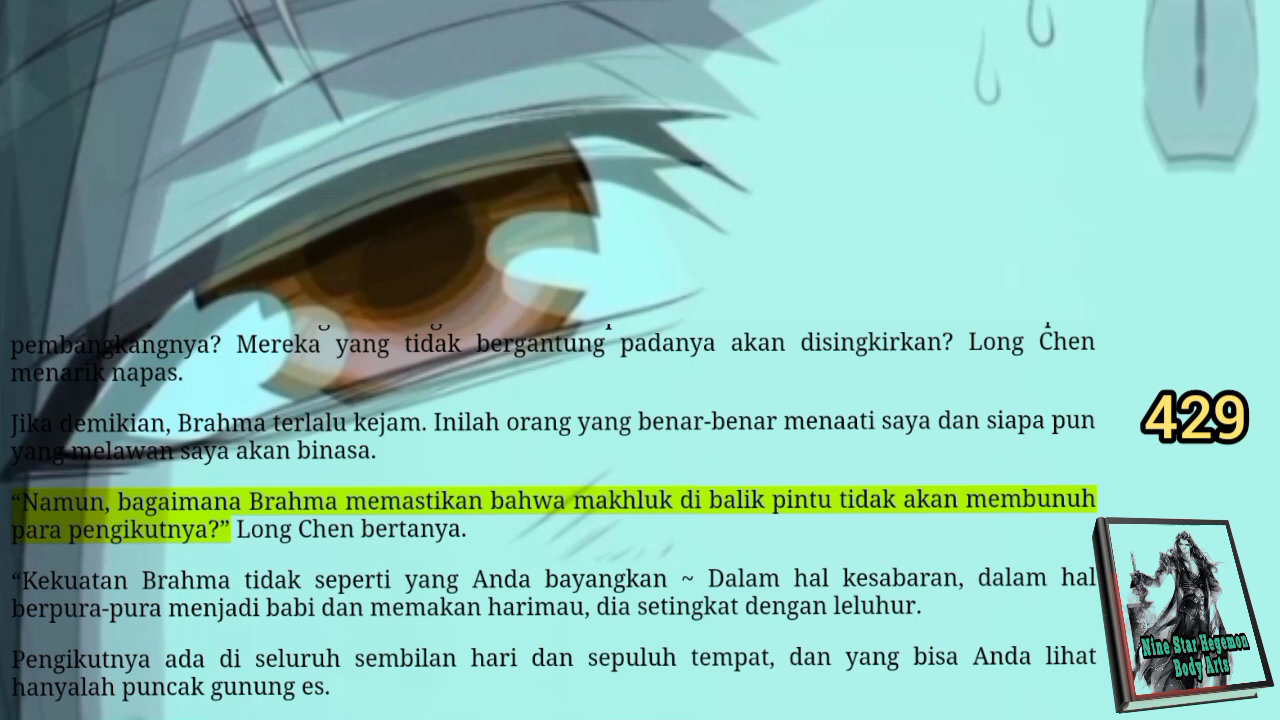 pembangkangnya? Mereka yang tidak bergantung padanya akan disingkirkan? Long Chen
menarik napas.
Jika demikian, Brahma terlalu kejam. Inilah orang yang benar-benar menaati saya dan siapa pun
yang melawan saya akan binasa.
“Namun, bagaimana Brahma memastikan bahwa makhluk di balik pintu tidak akan membunuh
para pengikutnya?” Long Chen bertanya.
“Kekuatan Brahma tidak seperti yang Anda bayangkan ~ Dalam hal kesabaran, dalam hal
berpura-pura menjadi babi dan memakan harimau, dia setingkat dengan leluhur.
Pengikutnya ada di seluruh sembilan hari dan sepuluh tempat, dan yang bisa Anda lihat
hanyalah puncak gunung es.
429
Nine Star Hegemon
Body Arts